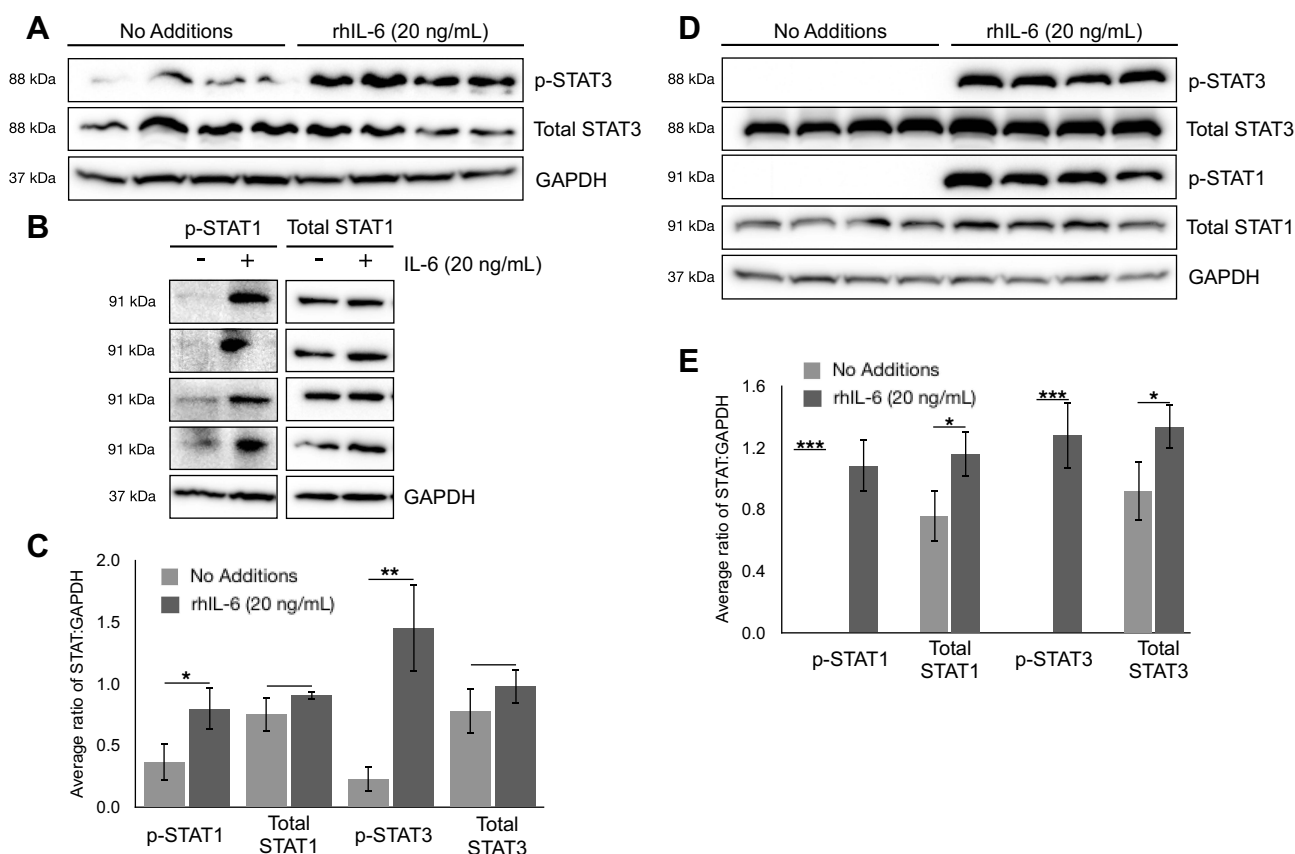 A
No Additions
rhIL-6 (20 ng/mL)
88 kDa
p-STAT3
88 kDa
Total STAT3
37 kDa
GAPDH
B
p-STAT1
Total STAT1
- + - + IL-6 (20 ng/mL)
91 kDa
91 kDa
91 kDa
91 kDa
37 kDa
GAPDH
C
Average ratio of STAT:GAPDH
2.0
1.5
1.0
0.5
0.0
No Additions
rhIL-6 (20 ng/mL)
*
**
p-STAT1
Total
STAT1
p-STAT3
Total
STAT3
D
No Additions
rhIL-6 (20 ng/mL)
88 kDa
p-STAT3
88 kDa
Total STAT3
91 kDa
p-STAT1
91 kDa
Total STAT1
37 kDa
GAPDH
E
Average ratio of STAT:GAPDH
1.6
1.2
0.8
0.4
0.0
No Additions
rhIL-6 (20 ng/mL)
***
*
***
*
p-STAT1
Total
STAT1
p-STAT3
Total
STAT3